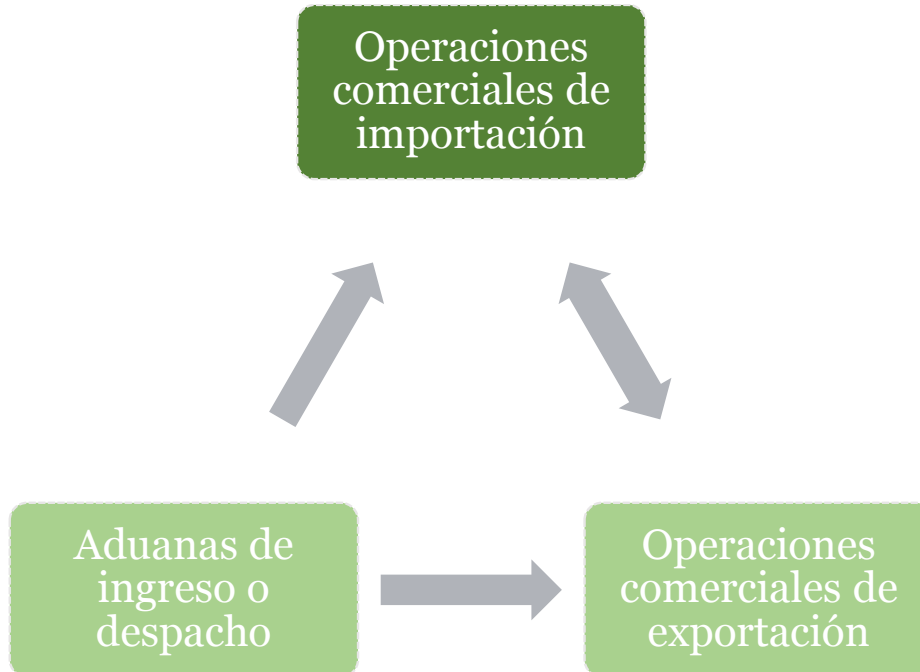 Operaciones
comerciales de
importación
Aduanas de
ingreso o
despacho
Operaciones
comerciales de
exportación